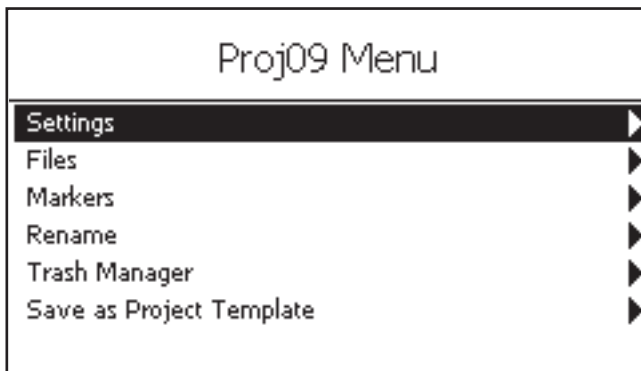 Proj09 Menu
Settings
Files
Markers
Rename
Trash Manager
Save as Project Template